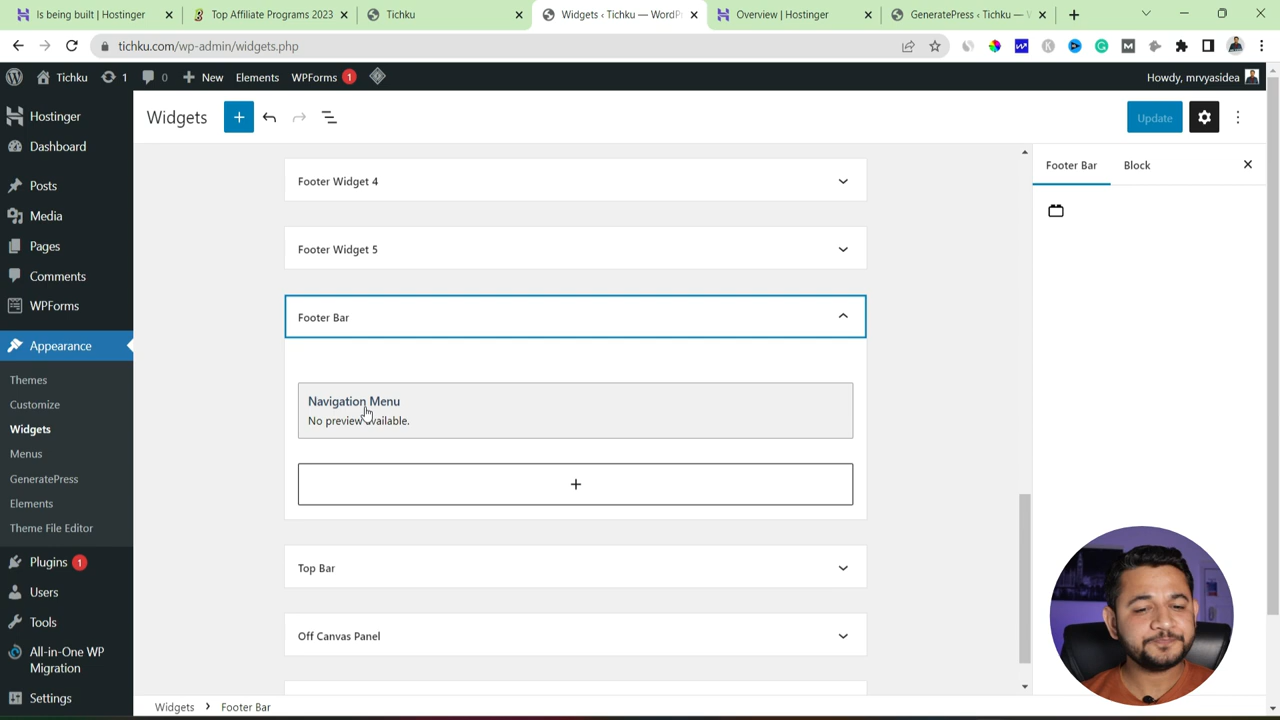 Is being built | Hostinger
Top Affiliate Programs 2023
Tichku
Widgets ‹ Tichku — WordPr
Overview | Hostinger
GeneratePress ‹ Tichku — W
tichku.com/wp-admin/widgets.php
Tichku
1
0
New
Elements
WPForms
1
Howdy, mrvyasidea
Hostinger
Dashboard
Posts
Media
Pages
Comments
WPForms
Appearance
Themes
Customize
Widgets
Menus
GeneratePress
Elements
Theme File Editor
Plugins 1
Users
Tools
All-in-One WP
Migration
Settings
Widgets
Update
Footer Widget 4
Footer Widget 5
Footer Bar
Navigation Menu
No preview available.
Top Bar
Off Canvas Panel
Footer Bar
Block
Widgets › Footer Bar